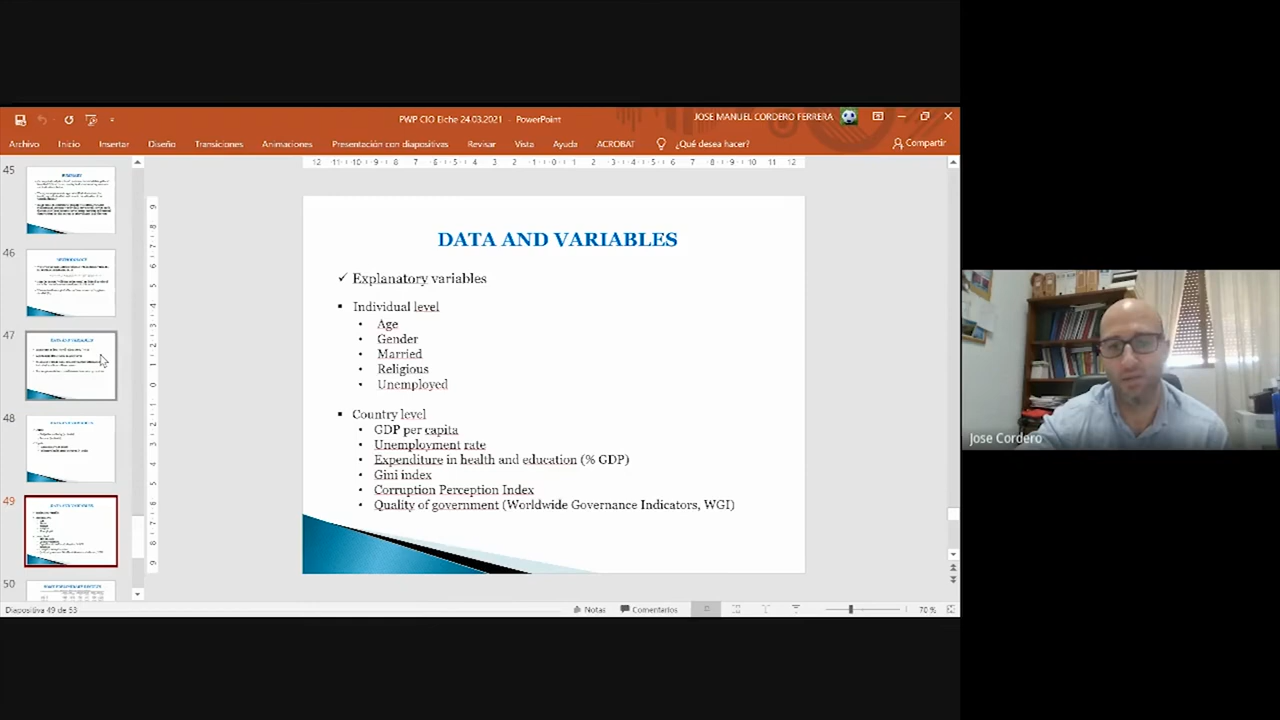 PWP CIO Elche 24.03.2021 - PowerPoint
JOSE MANUEL CORDERO FERRERA
Archivo Inicio Insertar Diseño Transiciones Animaciones Presentación con diapositivas Revisar Vista Ayuda ACROBAT ¿Qué desea hacer? Compartir
45
46
47
48
49
50
DATA AND VARIABLES
✓ Explanatory variables
▪ Individual level
• Age
• Gender
• Married
• Religious
• Unemployed
▪ Country level
• GDP per capita
• Unemployment rate
• Expenditure in health and education (% GDP)
• Gini index
• Corruption Perception Index
• Quality of government (Worldwide Governance Indicators, WGI)
Jose Cordero
Diapositiva 49 de 53
Notas Comentarios 70 %